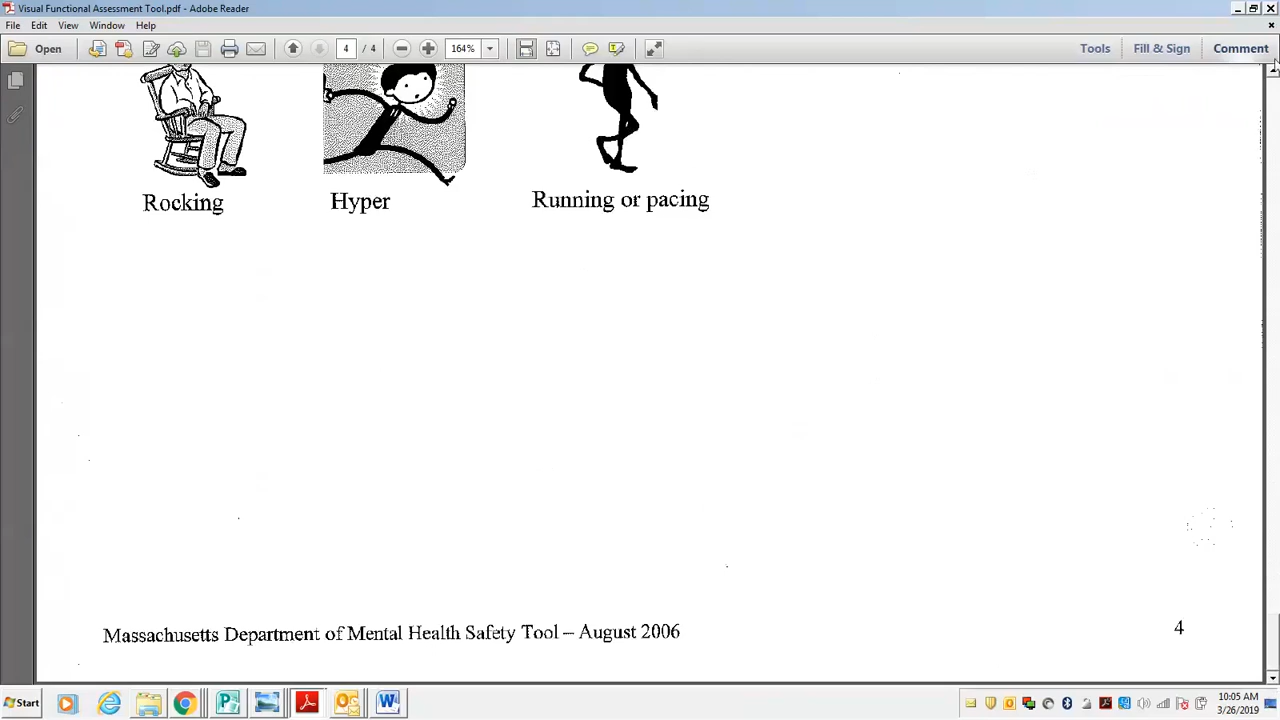 Visual Functional Assessment Tool.pdf - Adobe Reader
File Edit View Window Help
Open 4 / 4 164% Tools Fill & Sign Comment
Rocking Hyper Running or pacing
Massachusetts Department of Mental Health Safety Tool – August 2006 4
Start 10:05 AM
3/26/2019